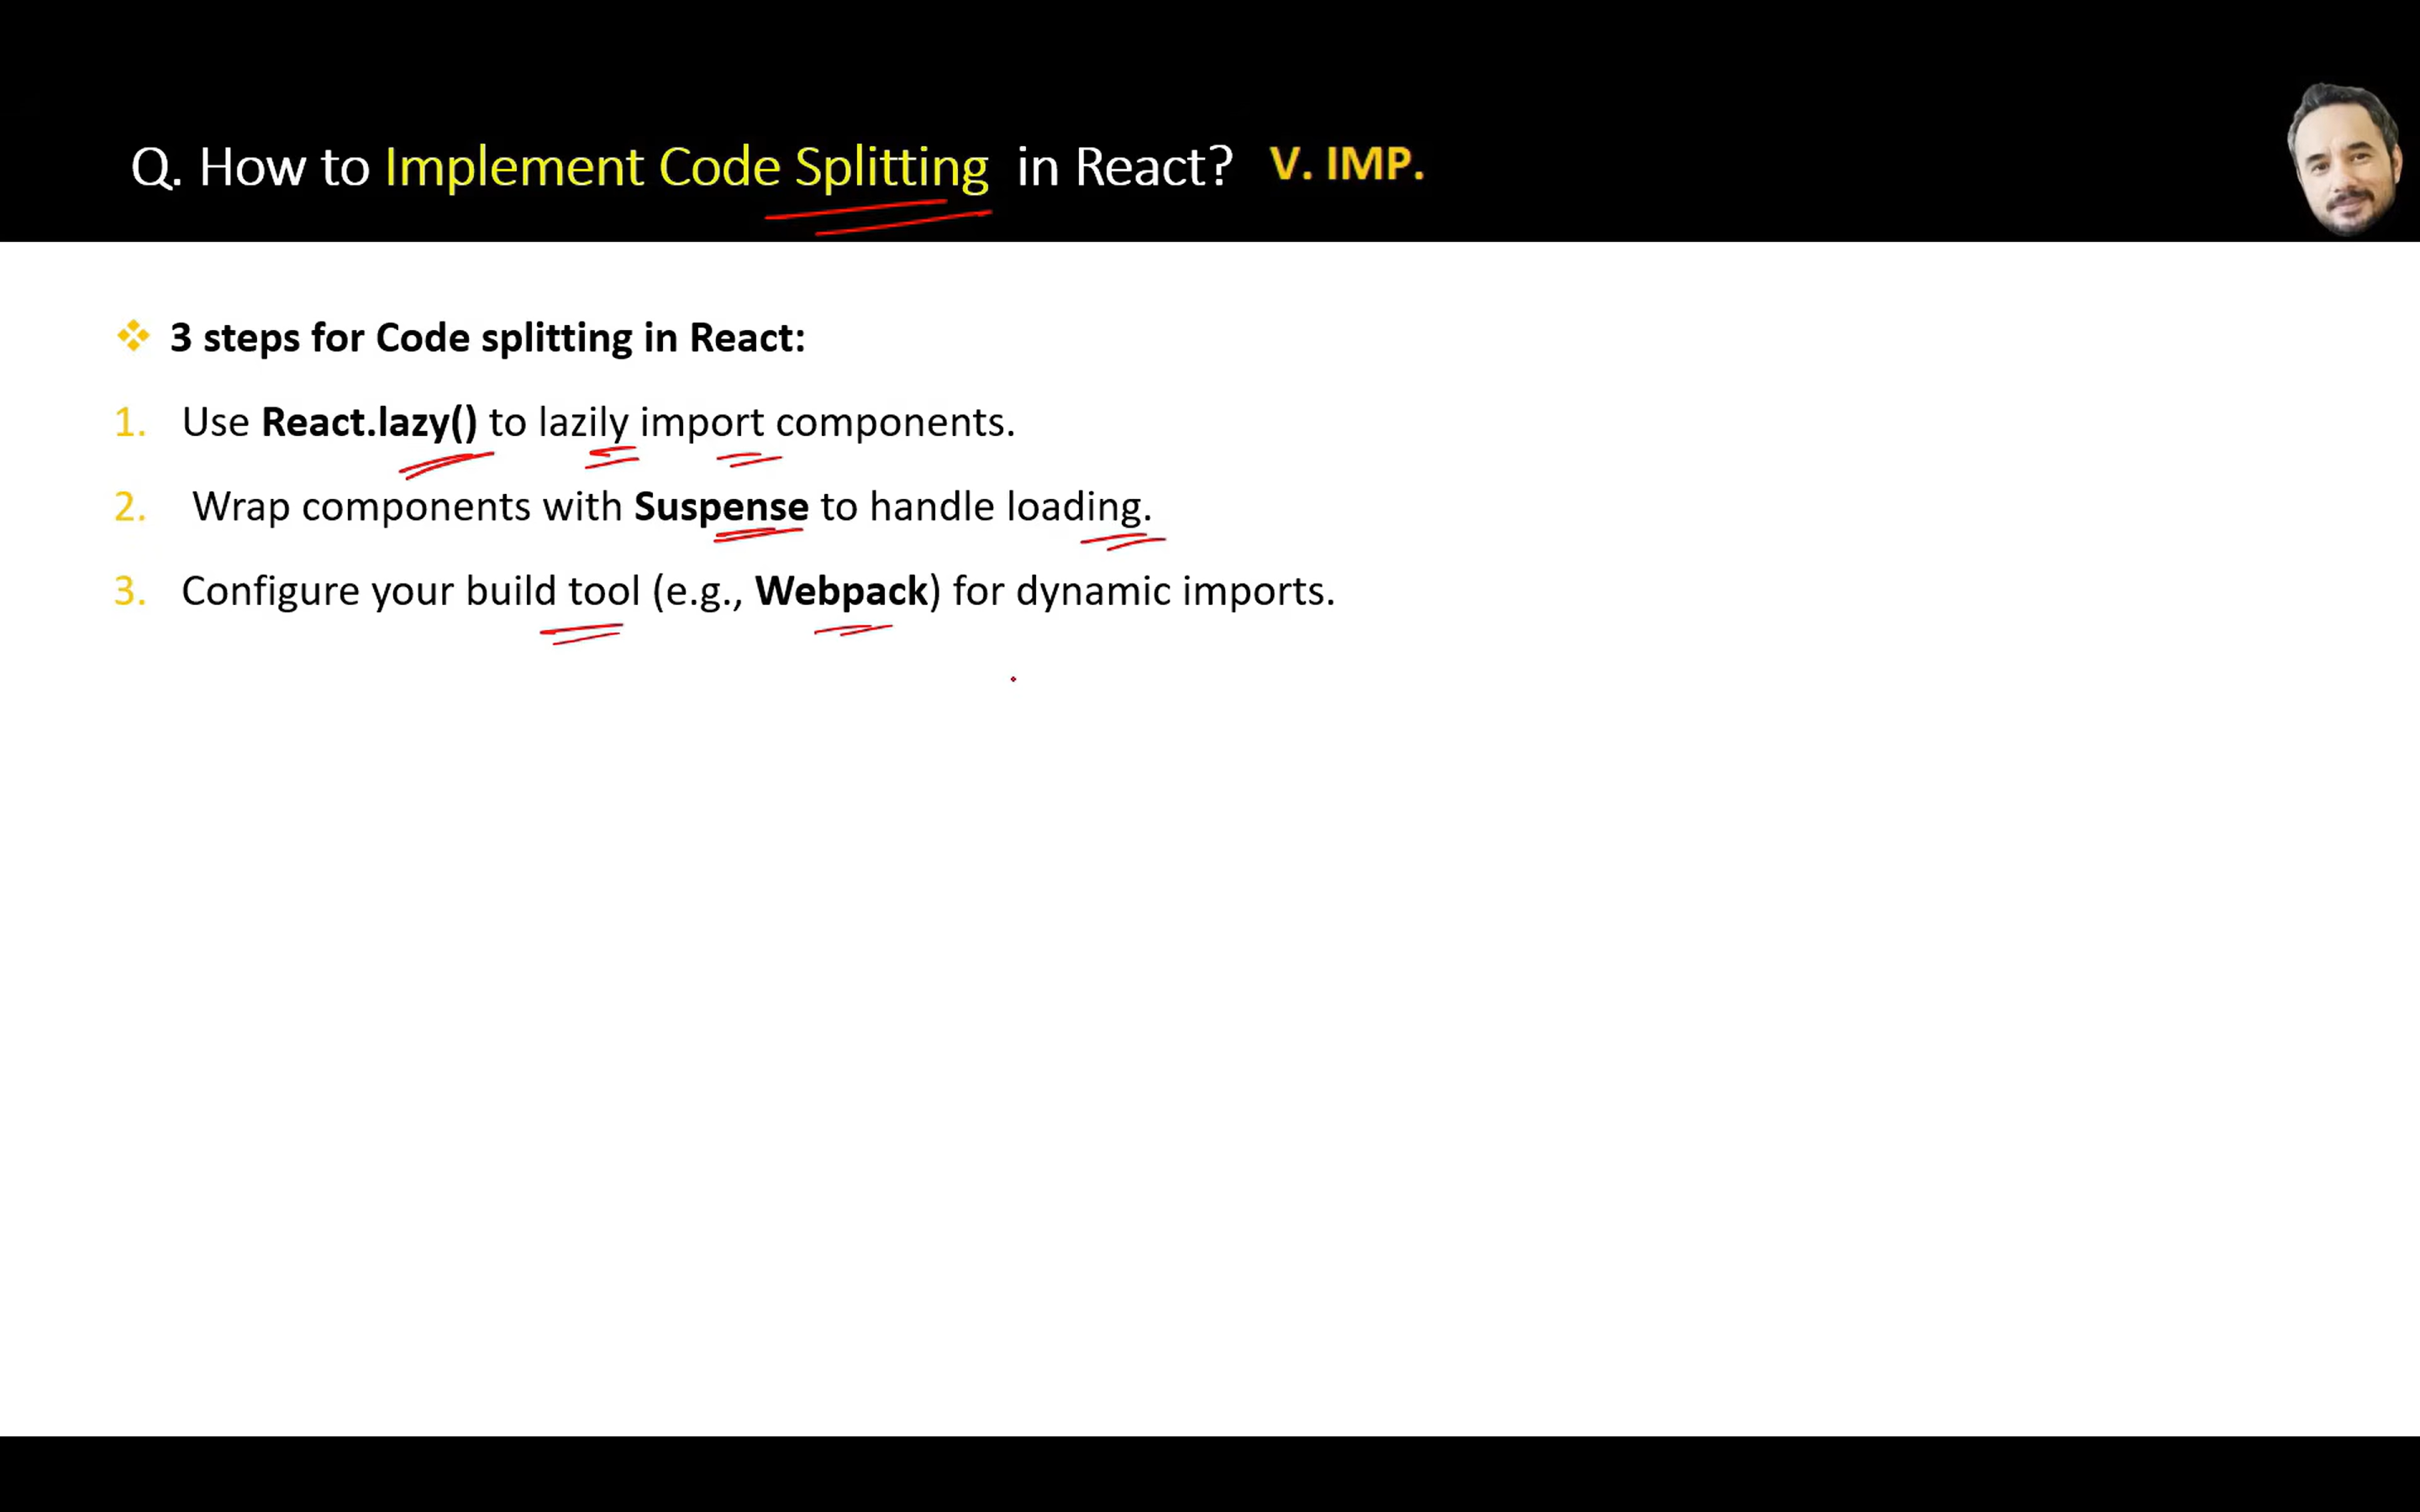 Q. How to Implement Code Splitting in React? V. IMP.
❖ 3 steps for Code splitting in React:
1. Use React.lazy() to lazily import components.
2. Wrap components with Suspense to handle loading.
3. Configure your build tool (e.g., Webpack) for dynamic imports.